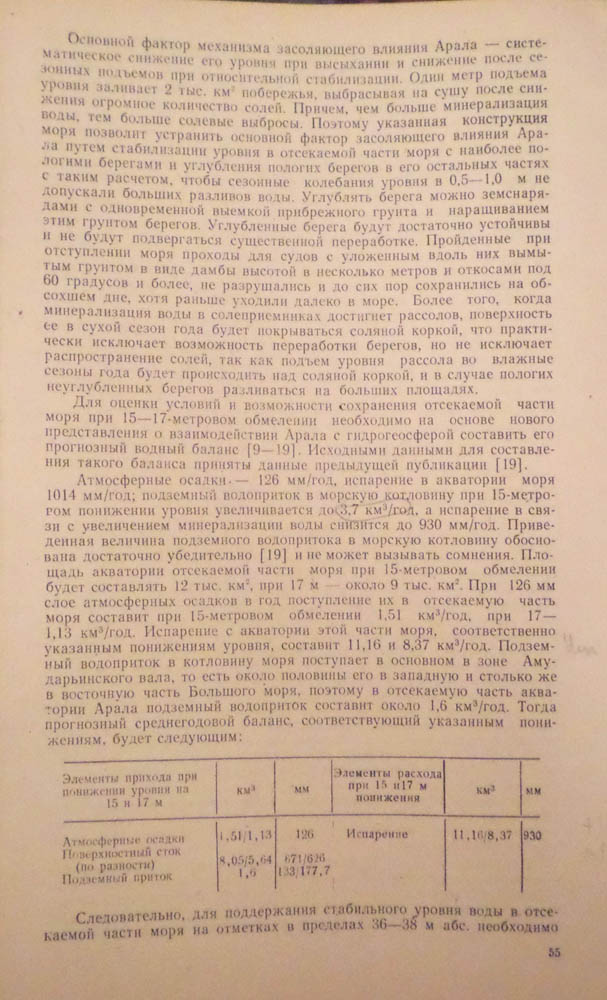 Основной фактор механизма засоляющего влияния Арала — систе-
матическое снижение его уровня при высыхании и снижение после се-
зонных подъемов при относительной стабилизации. Один метр подъема
уровня заливает 2 тыс. км² побережья, выбрасывая на сушу после сни-
жения огромное количество солей. Причем, чем больше минерализация
воды, тем больше солевые выбросы. Поэтому указанная конструкция
моря позволит устранить основной фактор засоляющего влияния Ара-
ла путем стабилизации уровня в отсекаемой части моря с наиболее по-
логими берегами и углубления пологих берегов в его остальных частях
с таким расчетом, чтобы сезонные колебания уровня в 0,5—1,0 м не
допускали больших разливов воды. Углублять берега можно земснаря-
дами с одновременной выемкой прибрежного грунта и наращиванием
этим грунтом берегов. Углубленные берега будут достаточно устойчивы
и не будут подвергаться существенной переработке. Пройденные при
отступлении моря проходы для судов с уложенным вдоль них вымы-
тым грунтом в виде дамбы высотой в несколько метров и откосами под
60 градусов и более, не разрушались и до сих пор сохранились на об-
сохшем дне, хотя раньше уходили далеко в море. Более того, когда
минерализация воды в солеприемниках достигнет рассолов, поверхность
ее в сухой сезон года будет покрываться соляной коркой, что практи-
чески исключает возможность переработки берегов, но не исключает
распространение солей, так как подъем уровня рассола во влажные
сезоны года будет происходить над соляной коркой, и в случае пологих
неуглубленных берегов разливаться на больших площадях.
Для оценки условий и возможности сохранения отсекаемой части
моря при 15—17-метровом обмелении необходимо на основе нового
представления о взаимодействии Арала с гидрогеосферой составить его
прогнозный водный баланс [9—19]. Исходными данными для составле-
ния такого баланса приняты данные предыдущей публикации [19].
Атмосферные осадки — 126 мм/год, испарение в акватории моря
1014 мм/год; подземный водоприток в морскую котловину при 15-метро-
ром понижении уровня увеличивается до 3,7 км³/год, а испарение в свя-
зи с увеличением минерализации воды снизится до 930 мм/год. Приве-
денная величина подземного водопритока в морскую котловину обосно-
вана достаточно убедительно [19] и не может вызывать сомнения. Пло-
щадь акватории отсекаемой части моря при 15-метровом обмелении
будет составлять 12 тыс. км², при 17 м — около 9 тыс. км². При 126 мм
слое атмосферных осадков в год поступление их в отсекаемую часть
моря составит при 15-метровом обмелении 1,51 км³/год, при 17—
1,13 км³/год. Испарение с акватории этой части моря, соответственно
указанным понижениям уровня, составит 11,16 и 8,37 км³/год. Подзем-
ный водоприток в котловину моря поступает в основном в зоне Аму-
дарьинского вала, то есть около половины его в западную и столько же
в восточную часть Большого моря, поэтому в отсекаемую часть аква-
тории Арала подземный водоприток составит около 1,6 км³/год. Тогда
прогнозный среднегодовой баланс, соответствующий указанным пони-
жениям, будет следующим:
Элементы прихода при понижении уровня на 15 и 17 м | км³ | мм | Элементы расхода при 15 и17 м понижения | км³ | мм
Атмосферные осадки | 1,51/1,13 | 126 | Испарение | 11,16/8,37 | 930
Поверхностный сток (по разности) | 8,05/5,64 | 671/626
Подземный приток | 1,6 | 133/177,7
Следовательно, для поддержания стабильного уровня воды в отсе-
каемой части моря на отметках в пределах 36—38 м абс. необходимо
55